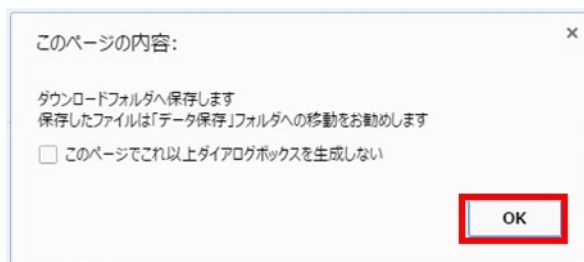 このページの内容:
×
ダウンロードフォルダへ保存します
保存したファイルは「データ保存」フォルダへの移動をお勧めします
このページでこれ以上ダイアログボックスを生成しない
OK